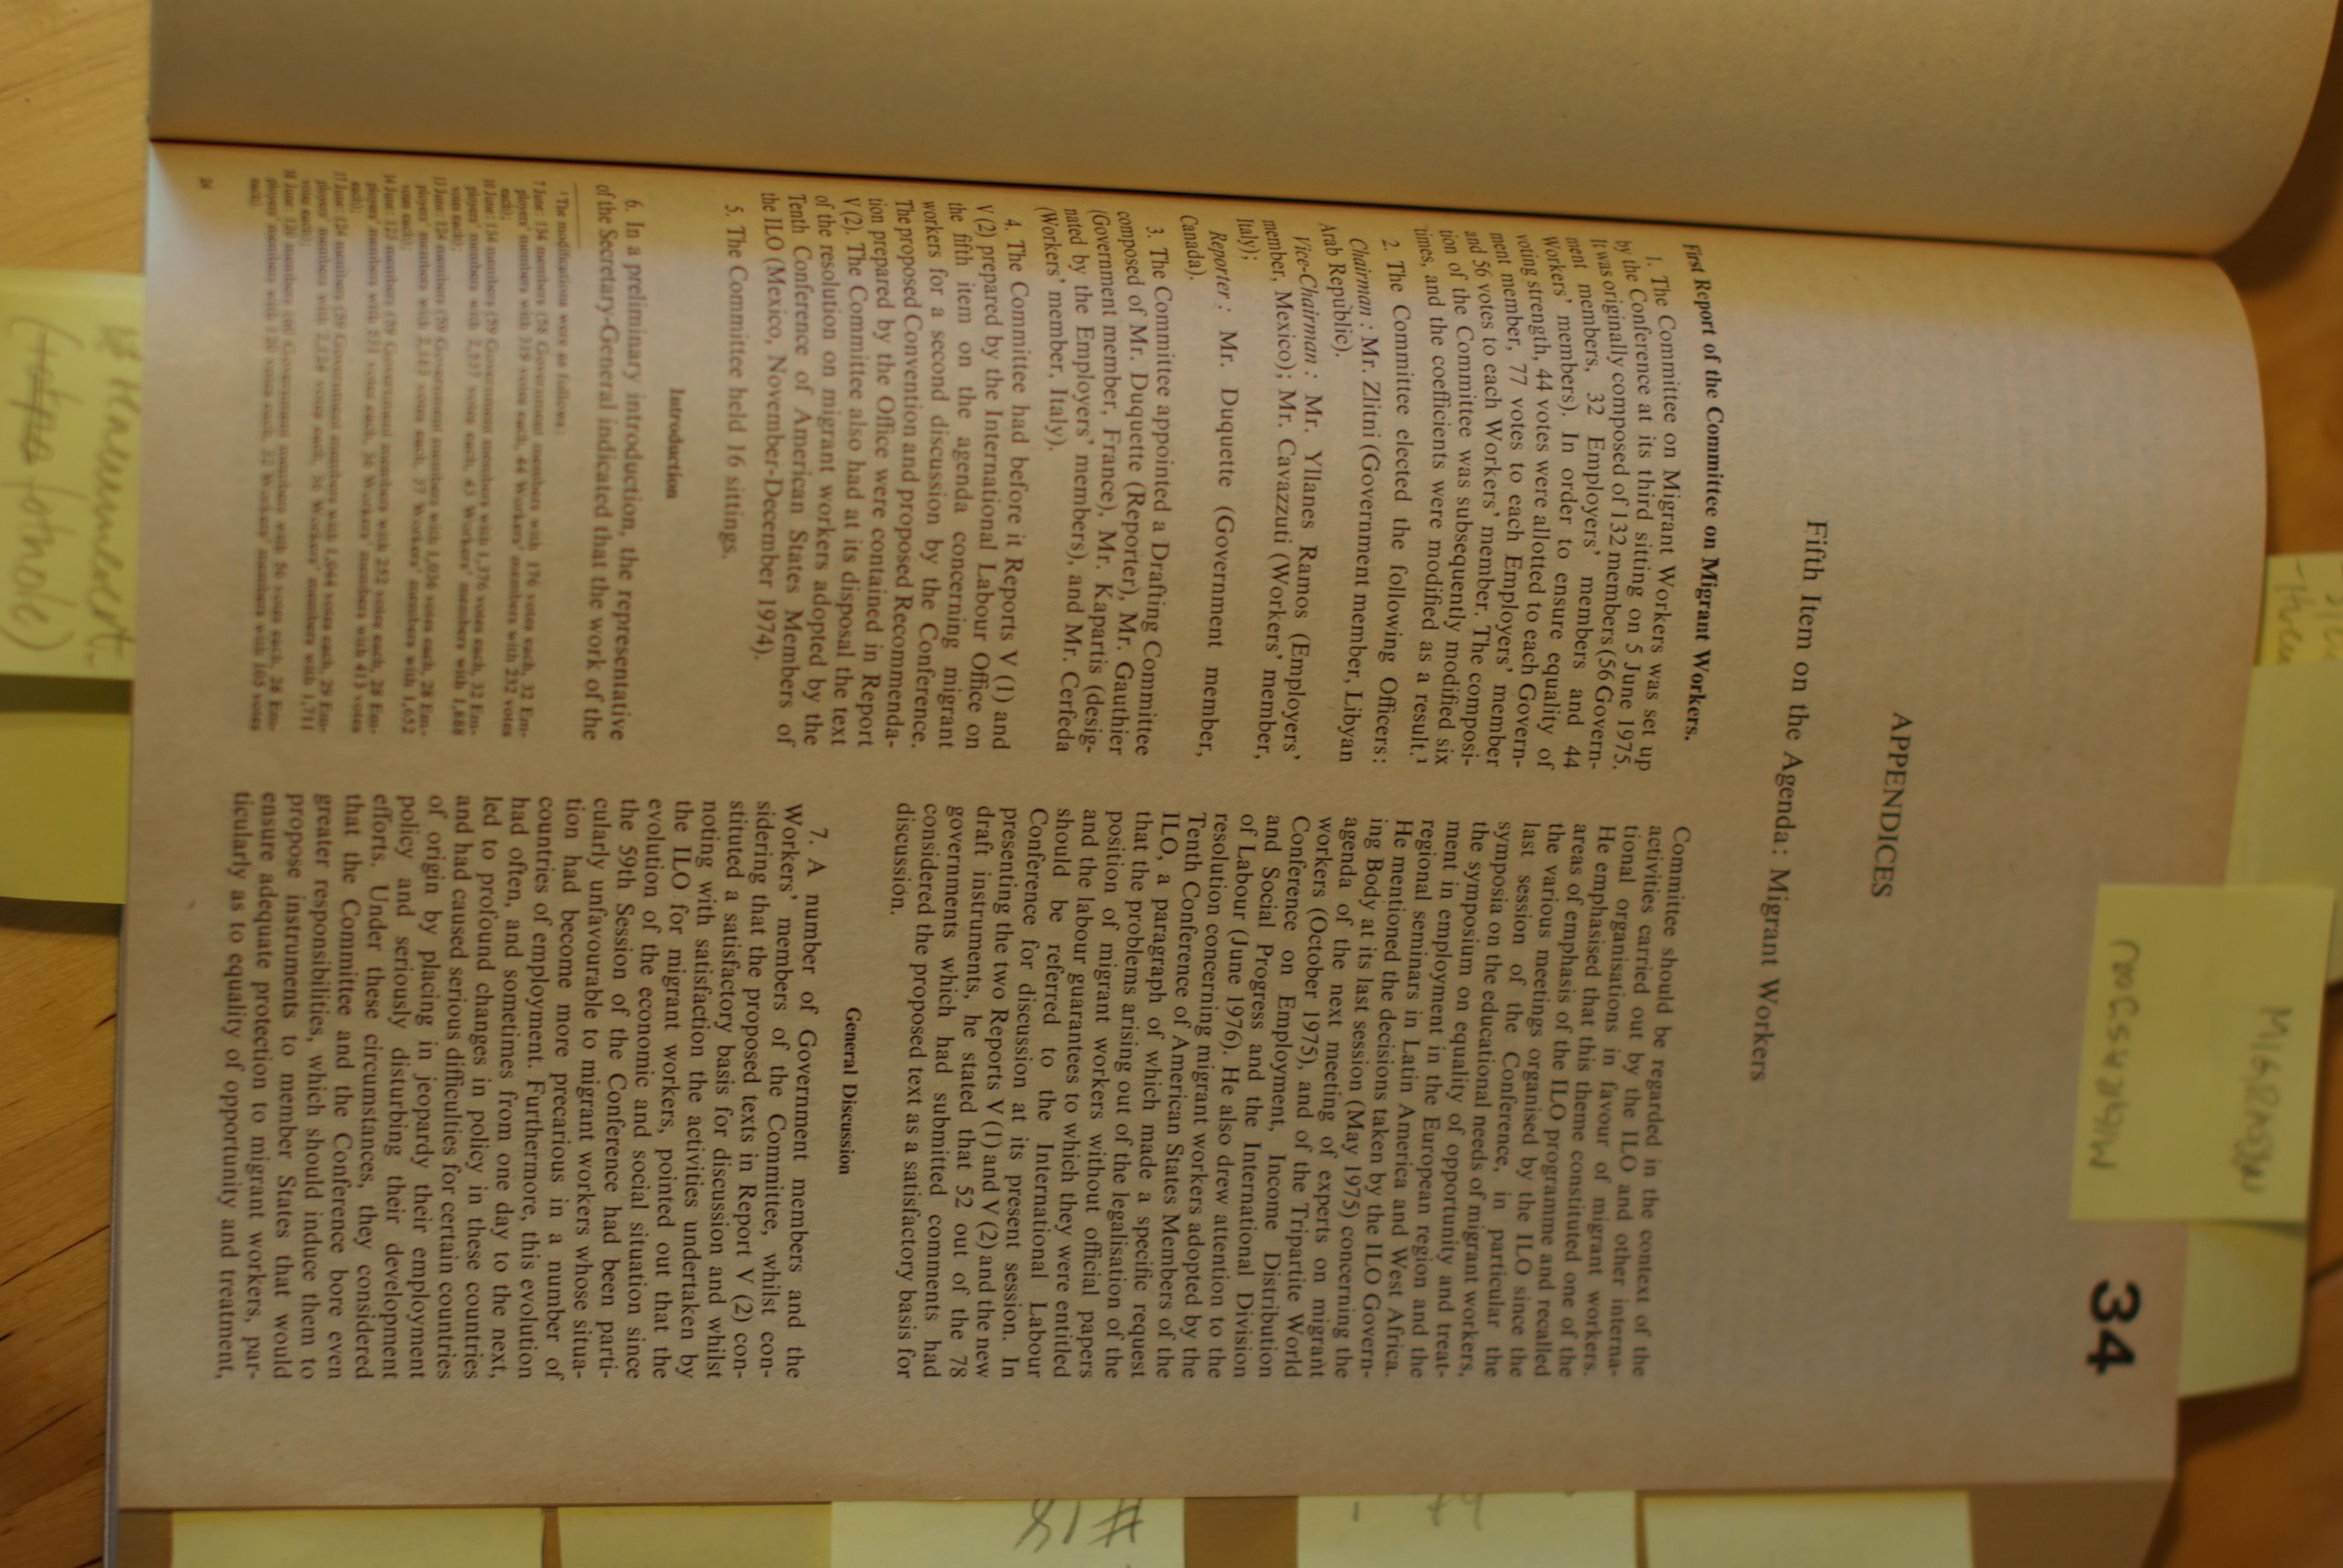 MIGRASJON
MIGRASJON
34
APPENDICES
Fifth Item on the Agenda: Migrant Workers
First Report of the Committee on Migrant Workers.
1. The Committee on Migrant Workers was set up
by the Conference at its third sitting on 5 June 1975.
It was originally composed of 132 members (56 Govern-
ment members, 32 Employers' members and 44
Workers' members). In order to ensure equality of
voting strength, 44 votes were allotted to each Govern-
ment member, 77 votes to each Employers' member
and 56 votes to each Workers' member. The composi-
tion of the Committee was subsequently modified six
times, and the coefficients were modified as a result.¹
2. The Committee elected the following Officers:
Chairman: Mr. Zlitni (Government member, Libyan
Arab Republic).
Vice-Chairman: Mr. Yllanes Ramos (Employers'
member, Mexico); Mr. Cavazzuti (Workers' member,
Italy);
Reporter: Mr. Duquette (Government member,
Canada).
3. The Committee appointed a Drafting Committee
composed of Mr. Duquette (Reporter), Mr. Gauthier
(Government member, France), Mr. Kapartis (desig-
nated by the Employers' members), and Mr. Cerfeda
(Workers' member, Italy).
4. The Committee had before it Reports V (1) and
V (2) prepared by the International Labour Office on
the fifth item on the agenda concerning migrant
workers for a second discussion by the Conference.
The proposed Convention and proposed Recommenda-
tion prepared by the Office were contained in Report
V (2). The Committee also had at its disposal the text
of the resolution on migrant workers adopted by the
Tenth Conference of American States Members of
the ILO (Mexico, November-December 1974).
5. The Committee held 16 sittings.
Introduction
6. In a preliminary introduction, the representative
of the Secretary-General indicated that the work of the
¹ The modifications were as follows:
7 June: 134 members (58 Government members with 176 votes each, 32 Em-
ployers' members with 319 votes each, 44 Workers' members with 232 votes
each);
10 June: 134 members (59 Government members with 1,376 votes each, 32 Em-
ployers' members with 2,537 votes each, 43 Workers' members with 1,888
votes each);
13 June: 124 members (59 Government members with 1,036 votes each, 28 Em-
ployers' members with 2,183 votes each, 37 Workers' members with 1,652
votes each);
14 June: 123 members (59 Government members with 252 votes each, 28 Em-
ployers' members with 531 votes each, 36 Workers' members with 413 votes
each);
17 June: 124 members (59 Government members with 1,044 votes each, 29 Em-
ployers' members with 2,124 votes each, 36 Workers' members with 1,711
votes each);
18 June: 120 members (60 Government members with 56 votes each, 28 Em-
ployers' members with 120 votes each, 32 Workers' members with 105 votes
each).
Committee should be regarded in the context of the
activities carried out by the ILO and other interna-
tional organisations in favour of migrant workers.
He emphasised that this theme constituted one of the
areas of emphasis of the ILO programme and recalled
the various meetings organised by the ILO since the
last session of the Conference, in particular the
symposia on the educational needs of migrant workers,
the symposium on equality of opportunity and treat-
ment in employment in the European region and the
regional seminars in Latin America and West Africa.
He mentioned the decisions taken by the ILO Govern-
ing Body at its last session (May 1975) concerning the
agenda of the next meeting of experts on migrant
workers (October 1975), and of the Tripartite World
Conference on Employment, Income Distribution
and Social Progress and the International Division
of Labour (June 1976). He also drew attention to the
resolution concerning migrant workers adopted by the
Tenth Conference of American States Members of the
ILO, a paragraph of which made a specific request
that the problems arising out of the legalisation of the
position of migrant workers without official papers
and the labour guarantees to which they were entitled
should be referred to the International Labour
Conference for discussion at its present session. In
presenting the two Reports V (1) and V (2) and the new
draft instruments, he stated that 52 out of the 78
governments which had submitted comments had
considered the proposed text as a satisfactory basis for
discussion.
General Discussion
7. A number of Government members and the
Workers' members of the Committee, whilst con-
sidering that the proposed texts in Report V (2) con-
stituted a satisfactory basis for discussion and whilst
noting with satisfaction the activities undertaken by
the ILO for migrant workers, pointed out that the
evolution of the economic and social situation since
the 59th Session of the Conference had been parti-
cularly unfavourable to migrant workers whose situa-
tion had become more precarious in a number of
countries of employment. Furthermore, this evolution
had often, and sometimes from one day to the next,
led to profound changes in policy in these countries
and had caused serious difficulties for certain countries
of origin by placing in jeopardy their employment
policy and seriously disturbing their development
efforts. Under these circumstances, they considered
that the Committee and the Conference bore even
greater responsibilities, which should induce them to
propose instruments to member States that would
ensure adequate protection to migrant workers, par-
ticularly as to equality of opportunity and treatment,
fotnote)